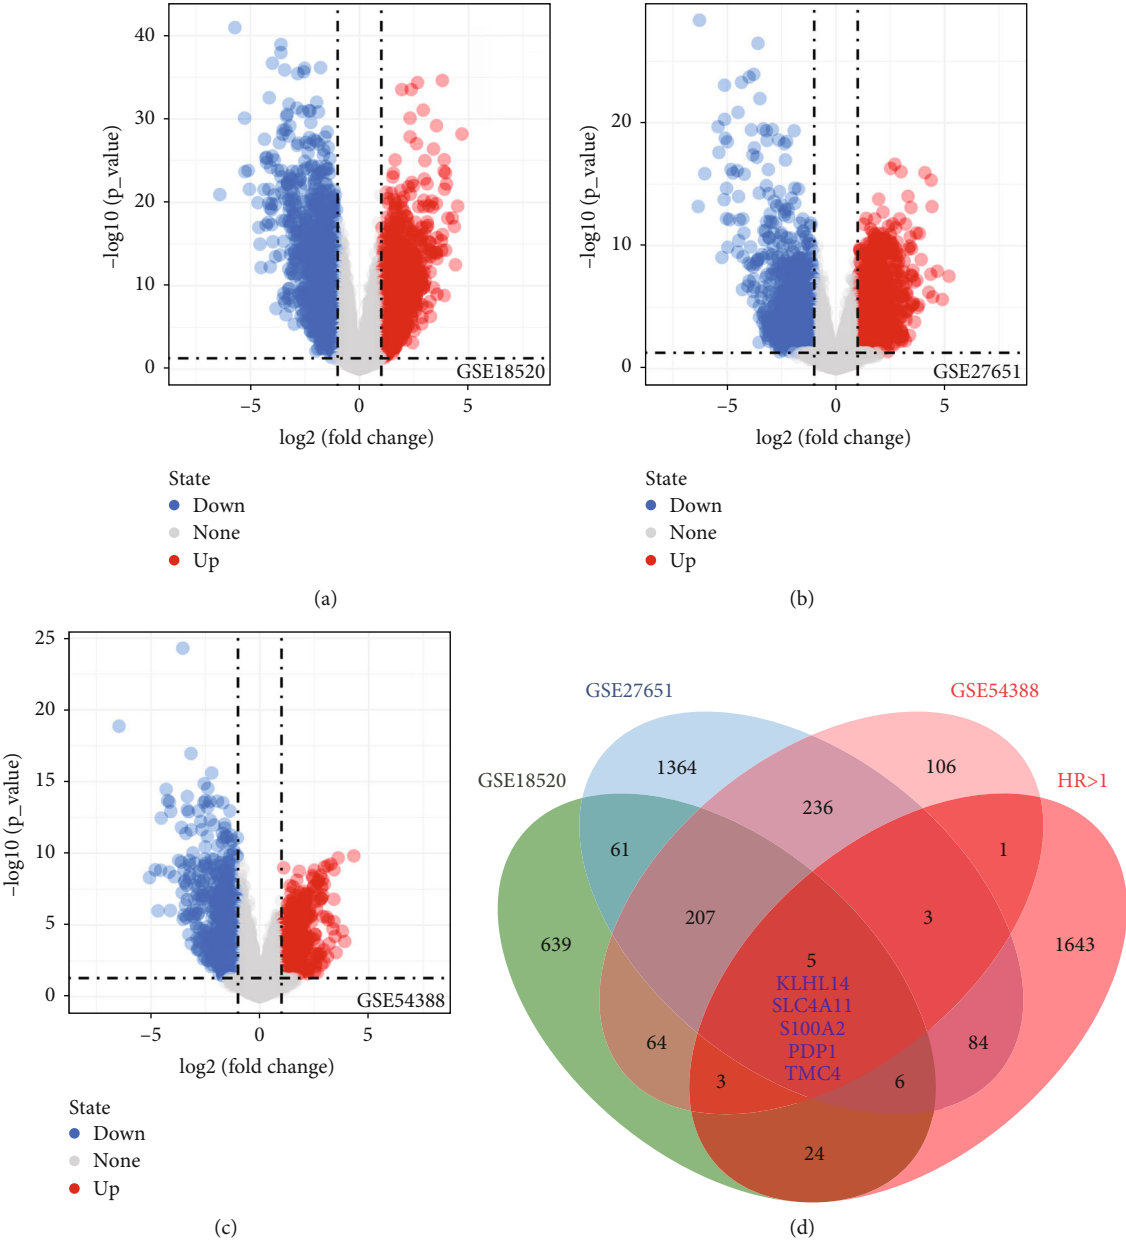 40
30
20
10
0
−log10 (p_value)
GSE18520
−5 0 5
log2 (fold change)
State
Down
None
Up
(a)
20
10
0
−log10 (p_value)
GSE27651
−5 0 5
log2 (fold change)
State
Down
None
Up
(b)
25
20
15
10
5
0
−log10 (p_value)
GSE54388
−5 0 5
log2 (fold change)
State
Down
None
Up
(c)
GSE27651 GSE54388
GSE18520 HR>1
1364 106
236
61 1
207 3
639 1643
5
KLHL14
SLC4A11
S100A2
PDP1
TMC4
64 84
3 6
24
(d)